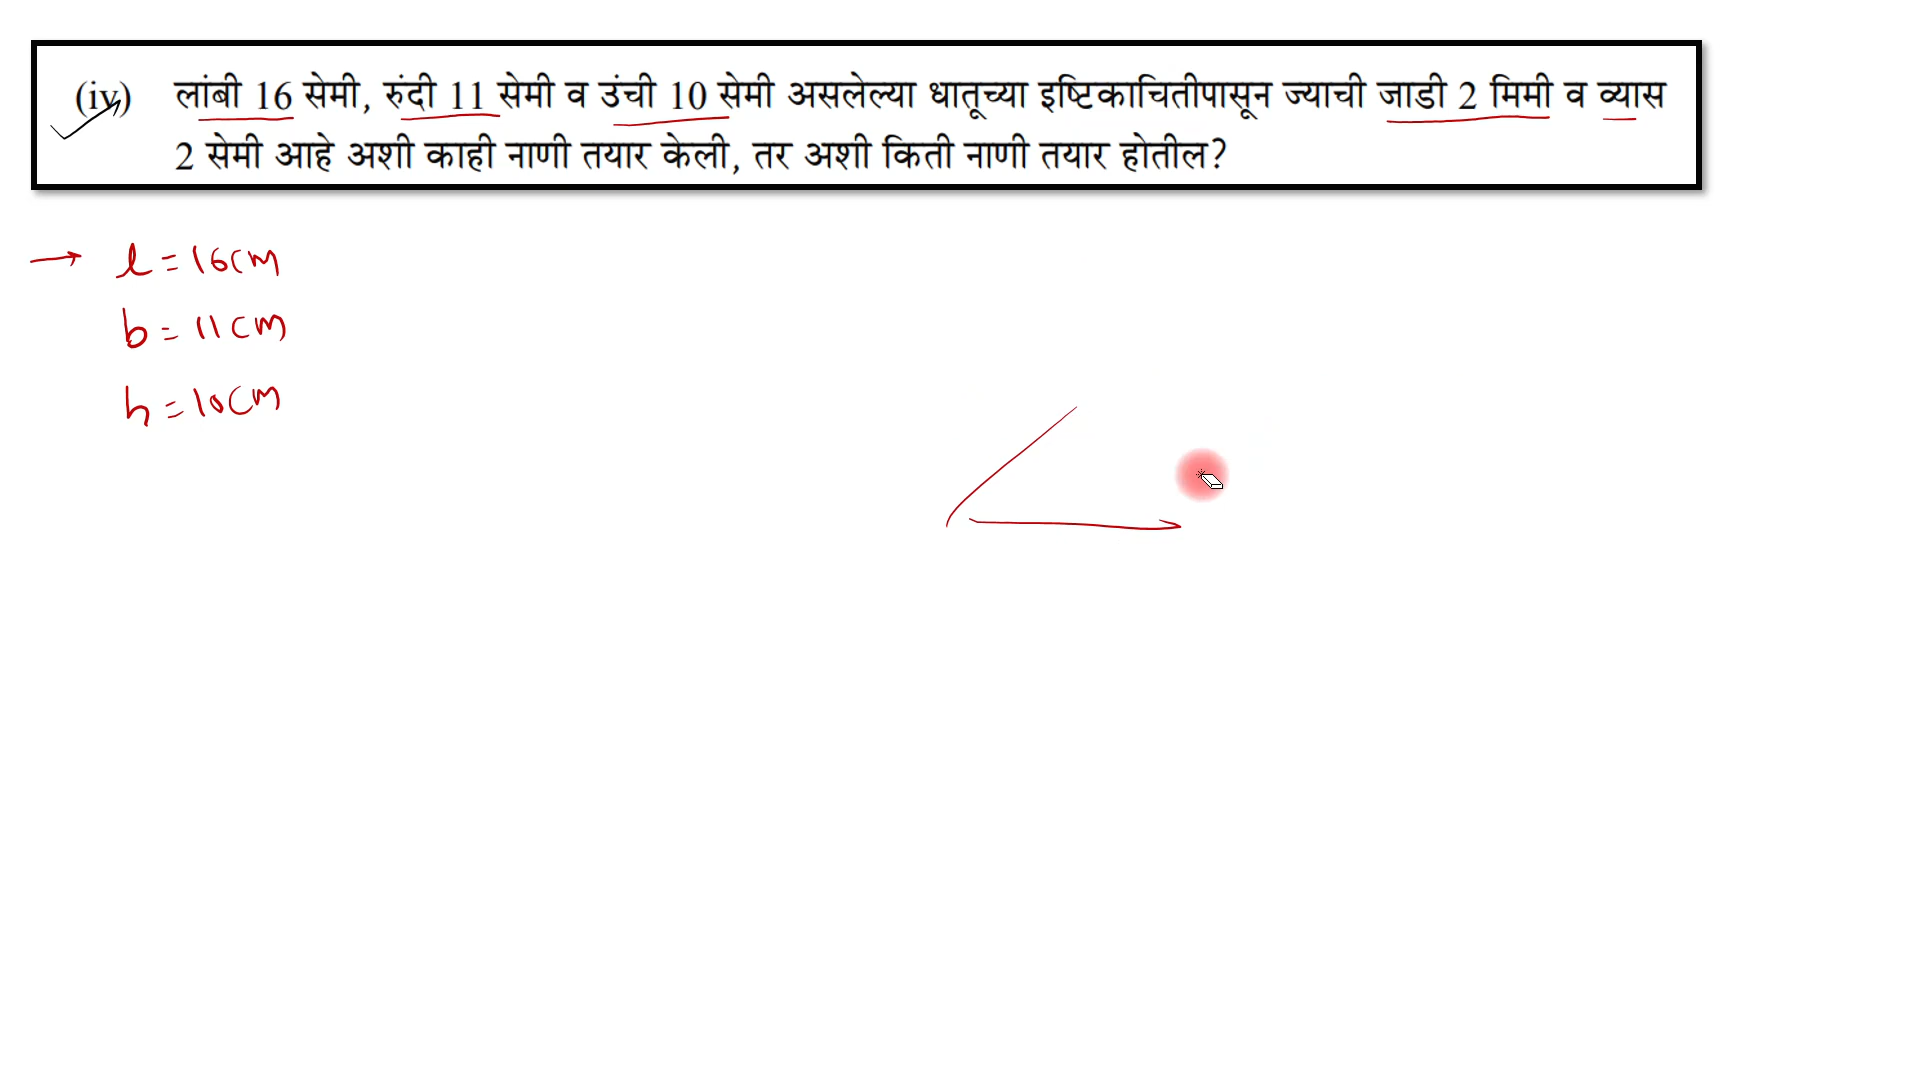 (iv) लांबी 16 सेमी, रुंदी 11 सेमी व उंची 10 सेमी असलेल्या धातूच्या इष्टिकाचितीपासून ज्याची जाडी 2 मिमी व व्यास
2 सेमी आहे अशी काही नाणी तयार केली, तर अशी किती नाणी तयार होतील?
→ l = 16cm
b = 11cm
h = 10cm